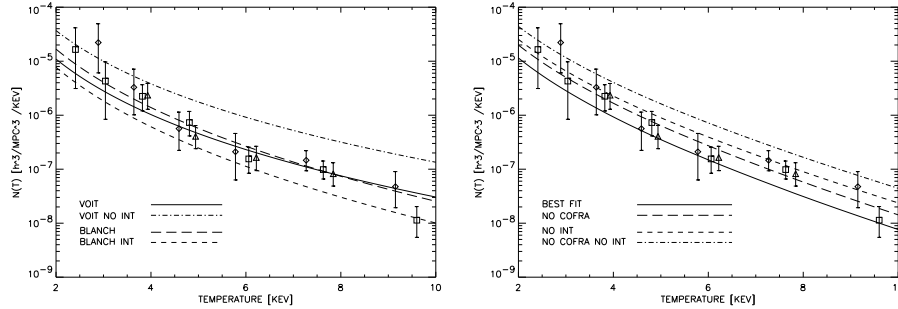 10^-4
10^-5
10^-6
10^-7
10^-8
10^-9
N(T) [h^3/MPC^3 /KEV]
VOIT
VOIT NO INT
BLANCH
BLANCH INT
2 4 6 8 10
TEMPERATURE [KEV]
10^-4
10^-5
10^-6
10^-7
10^-8
10^-9
N(T) [h^3/MPC^3 /KEV]
BEST FIT
NO COFRA
NO INT
NO COFRA NO INT
2 4 6 8 1
TEMPERATURE [KEV]